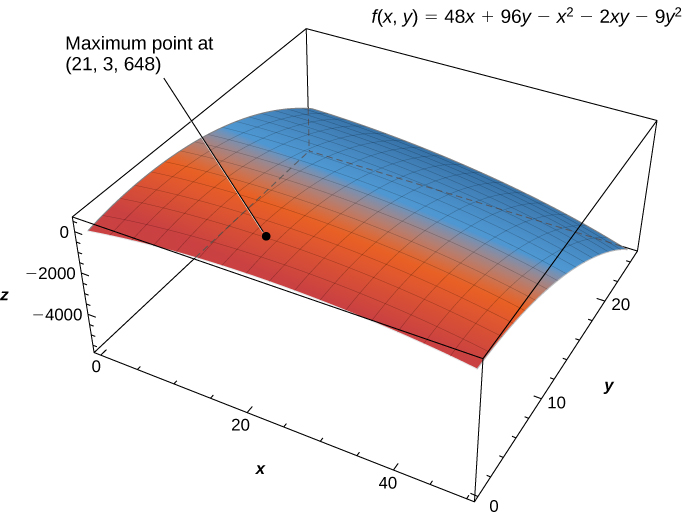 f(x, y) = 48x + 96y − x² − 2xy − 9y²
Maximum point at
(21, 3, 648)
0
−2000
−4000
z
0
20
40
x
0
10
20
y